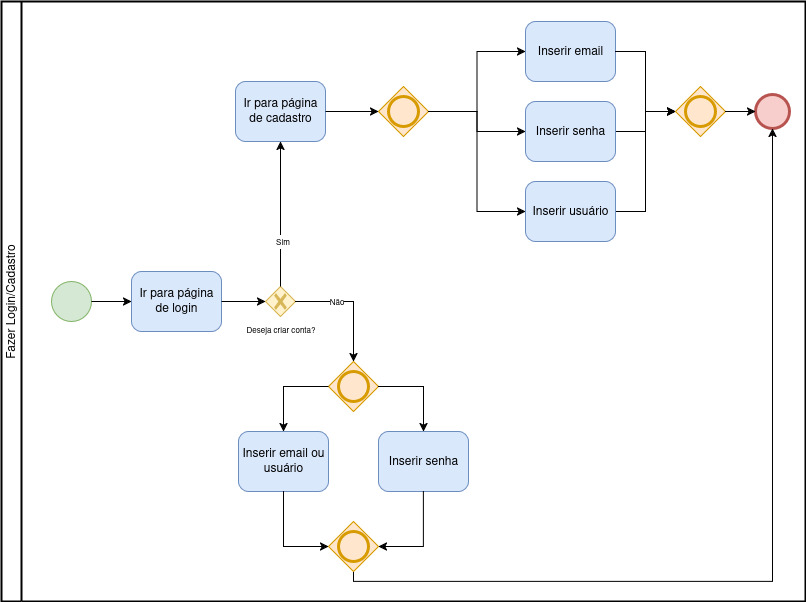 Fazer Login/Cadastro
Inserir email
Ir para página
de cadastro
Inserir senha
Inserir usuário
Sim
Ir para página
de login
Não
Deseja criar conta?
Inserir email ou
usuário
Inserir senha